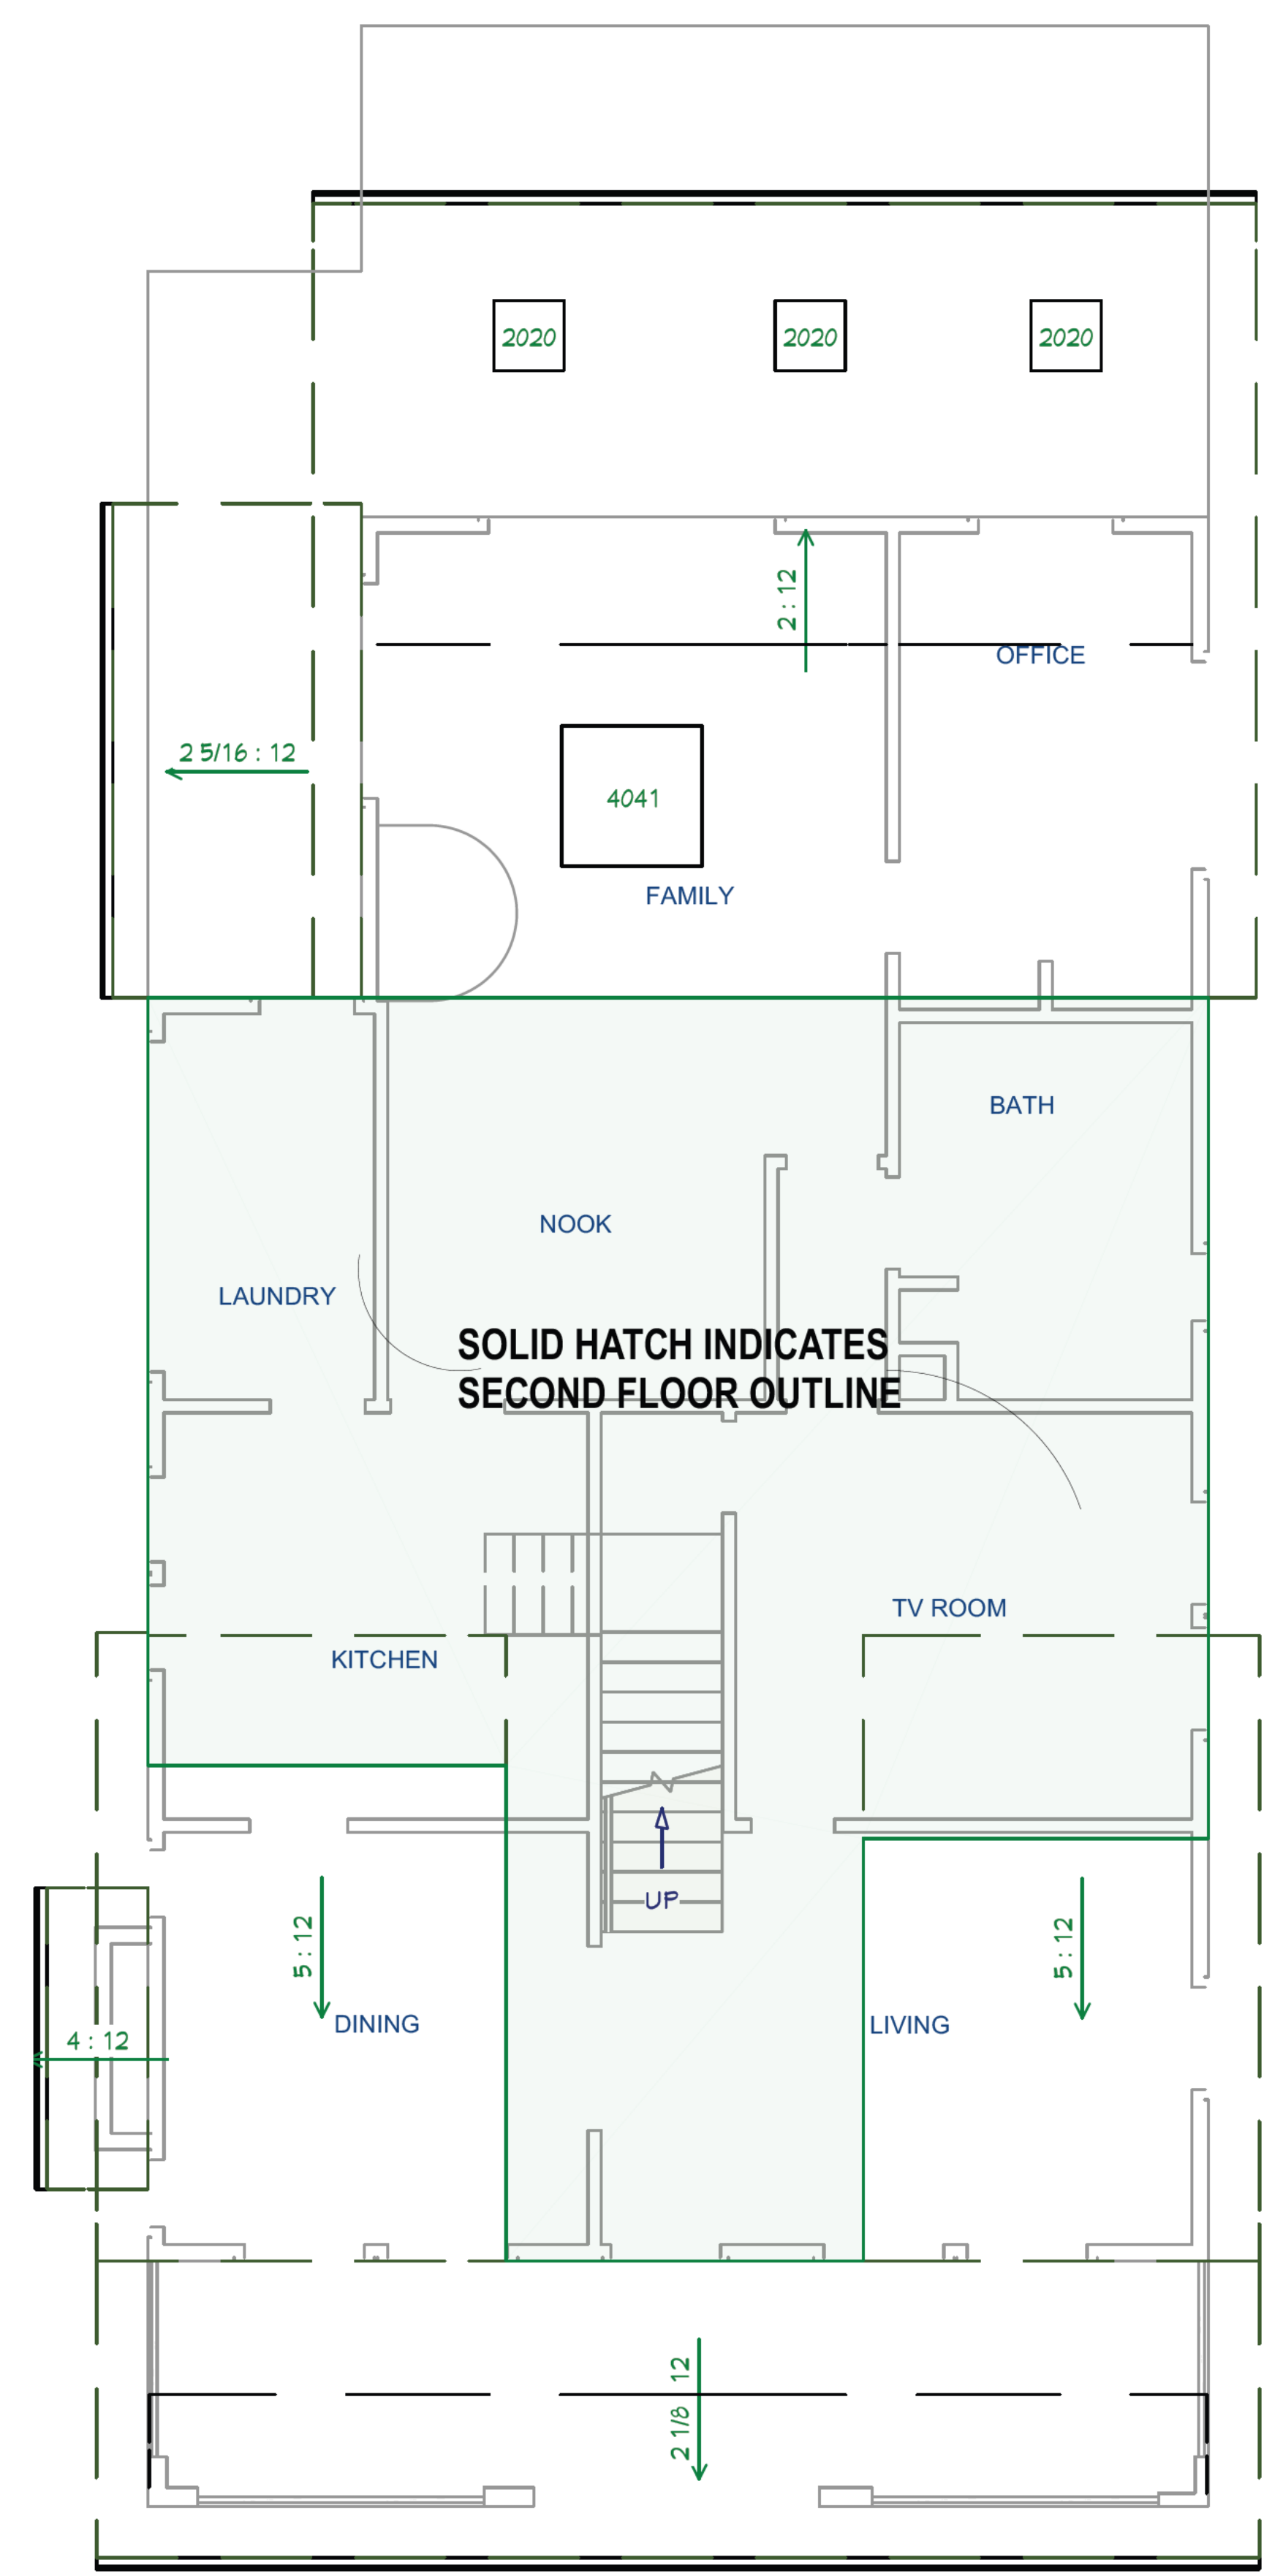 2020
2020
2020
2 : 12
OFFICE
2 5/16 : 12
4041
FAMILY
BATH
NOOK
LAUNDRY
SOLID HATCH INDICATES
SECOND FLOOR OUTLINE
TV ROOM
KITCHEN
UP
5 : 12
5 : 12
DINING
LIVING
4 : 12
2 1/8 12